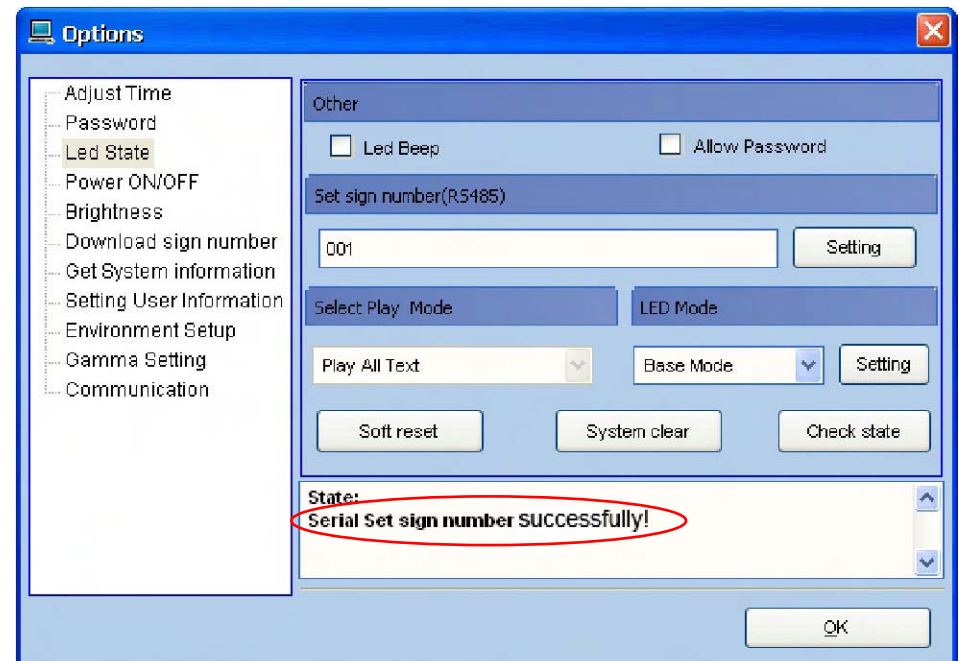 Options
Adjust Time
Password
Led State
Power ON/OFF
Brightness
Download sign number
Get System information
Setting User Information
Environment Setup
Gamma Setting
Communication
Other
Led Beep
Allow Password
Set sign number(RS485)
001
Setting
Select Play Mode
LED Mode
Play All Text
Base Mode
Setting
Soft reset
System clear
Check state
State:
Serial Set sign number successfully!
OK